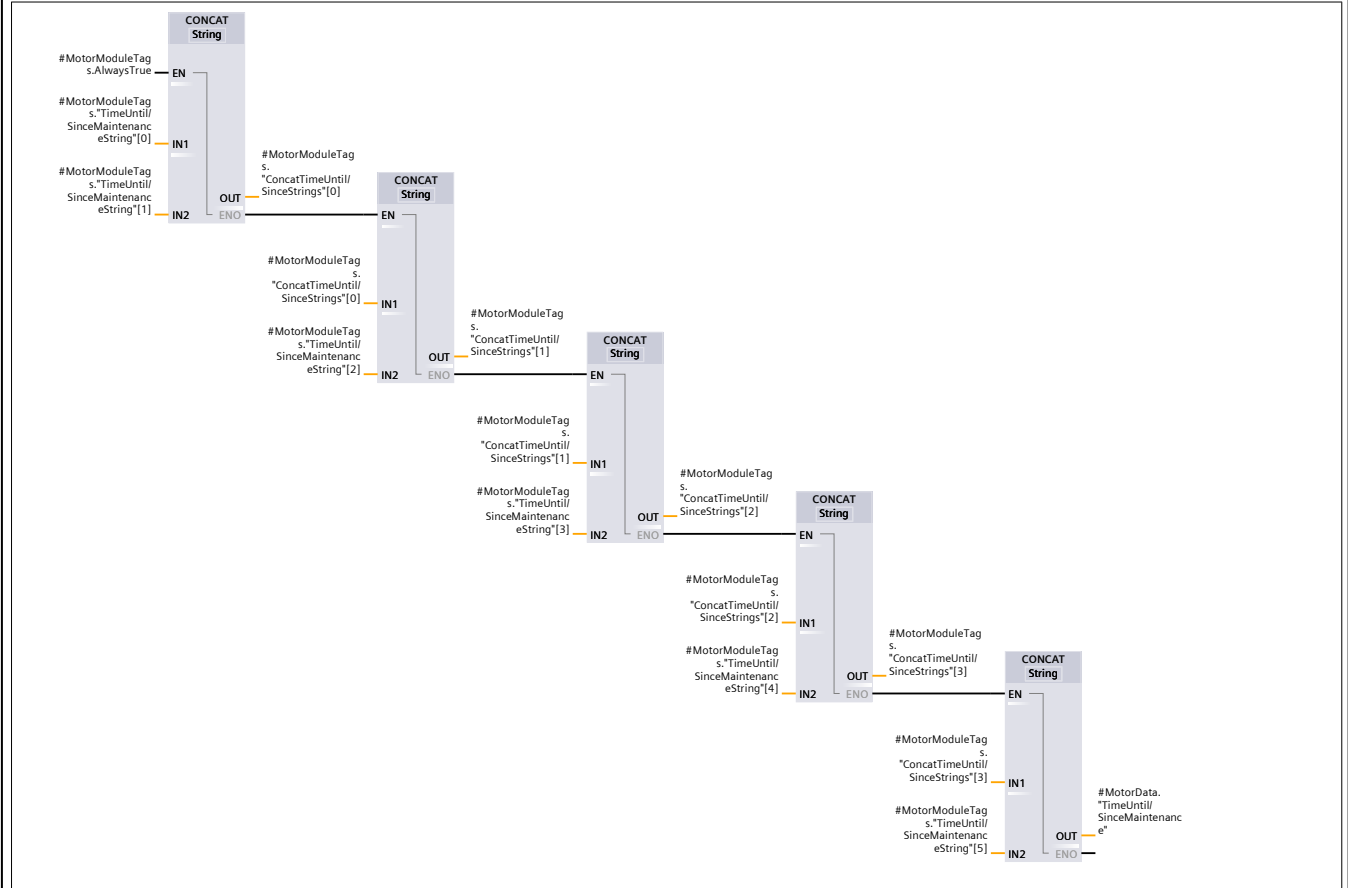 CONCAT
String
#MotorModuleTag
s.AlwaysTrue
EN
#MotorModuleTag
s."TimeUntil/
SinceMaintenanc
eString"[0]
IN1
#MotorModuleTag
s."TimeUntil/
SinceMaintenanc
eString"[1]
IN2
OUT
ENO
#MotorModuleTag
s.
"ConcatTimeUntil/
SinceStrings"[0]
CONCAT
String
EN
#MotorModuleTag
s.
"ConcatTimeUntil/
SinceStrings"[0]
IN1
#MotorModuleTag
s."TimeUntil/
SinceMaintenanc
eString"[2]
IN2
OUT
ENO
#MotorModuleTag
s.
"ConcatTimeUntil/
SinceStrings"[1]
CONCAT
String
EN
#MotorModuleTag
s.
"ConcatTimeUntil/
SinceStrings"[1]
IN1
#MotorModuleTag
s."TimeUntil/
SinceMaintenanc
eString"[3]
IN2
OUT
ENO
#MotorModuleTag
s.
"ConcatTimeUntil/
SinceStrings"[2]
CONCAT
String
EN
#MotorModuleTag
s.
"ConcatTimeUntil/
SinceStrings"[2]
IN1
#MotorModuleTag
s."TimeUntil/
SinceMaintenanc
eString"[4]
IN2
OUT
ENO
#MotorModuleTag
s.
"ConcatTimeUntil/
SinceStrings"[3]
CONCAT
String
EN
#MotorModuleTag
s.
"ConcatTimeUntil/
SinceStrings"[3]
IN1
#MotorModuleTag
s."TimeUntil/
SinceMaintenanc
eString"[5]
IN2
OUT
ENO
#MotorData.
"TimeUntil/
SinceMaintenanc
e"